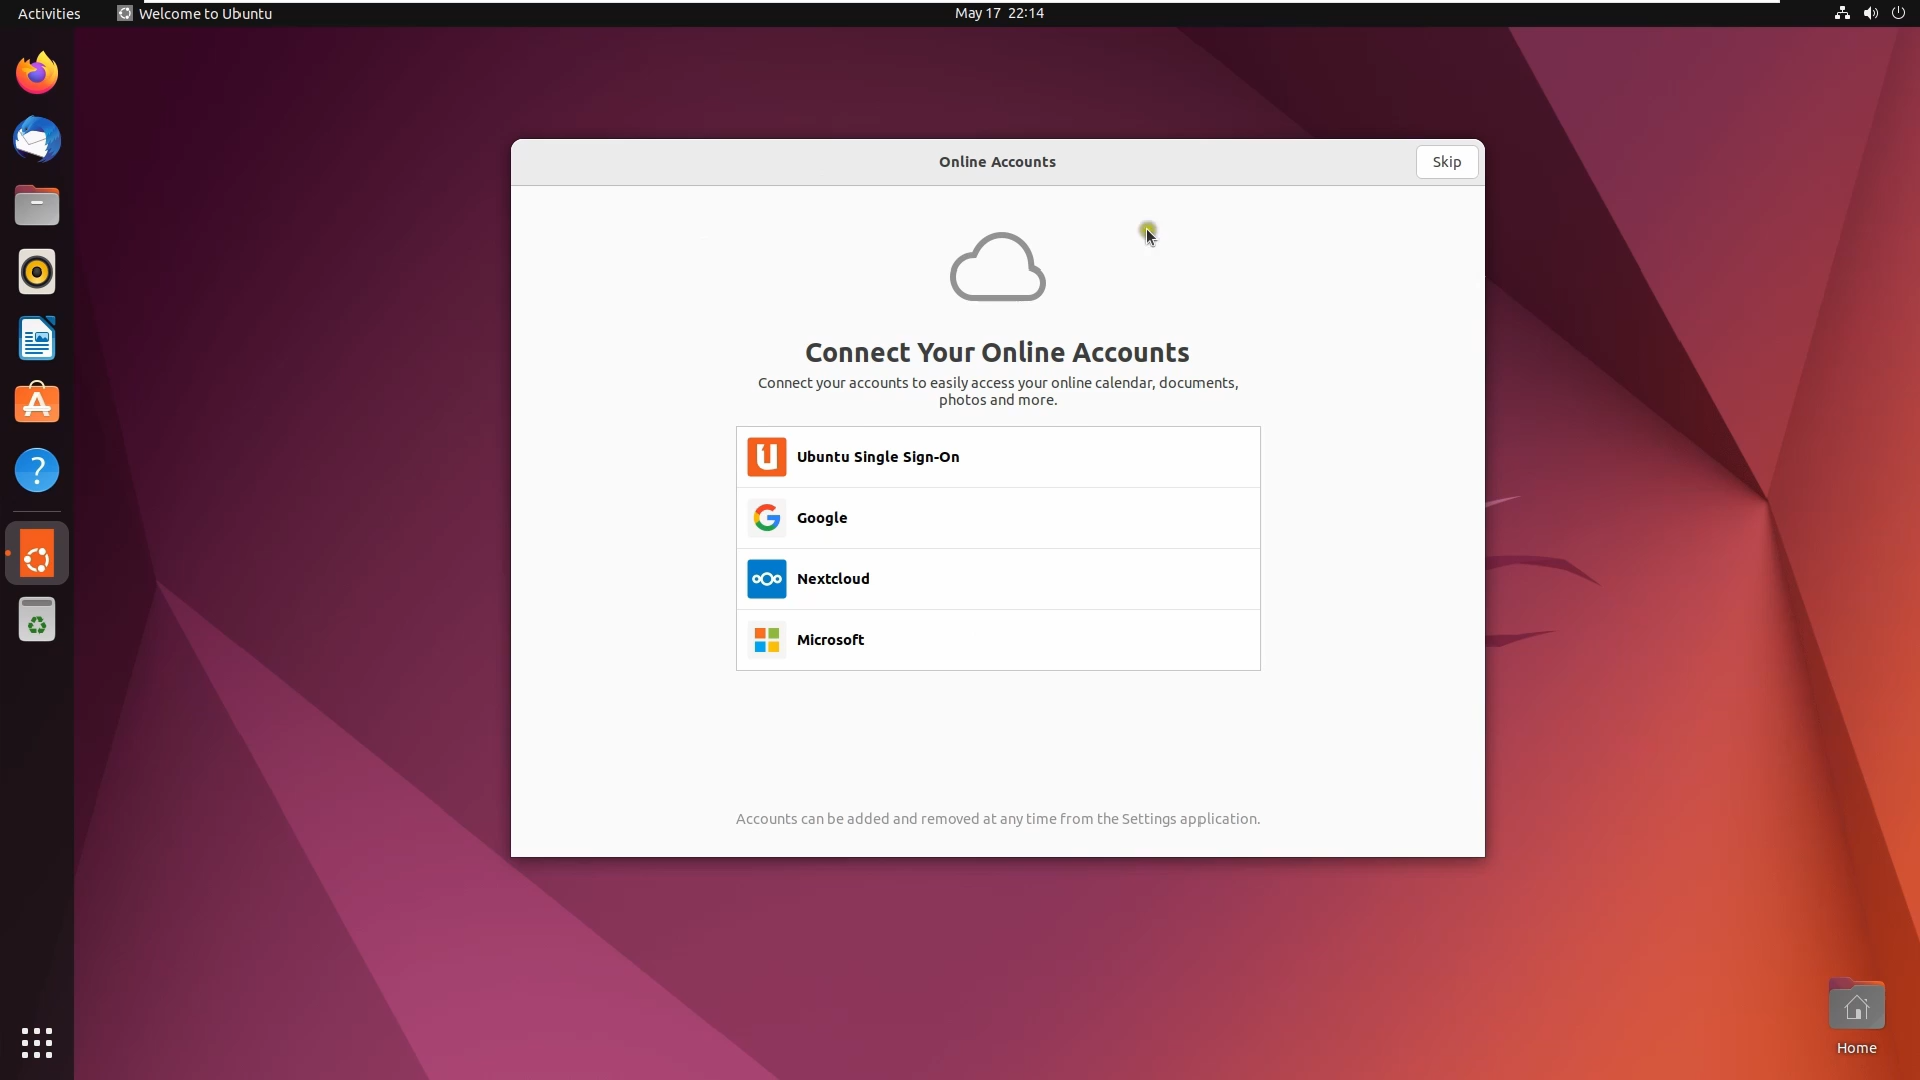 Activities
Welcome to Ubuntu
May 17 22:14
Online Accounts
Skip
Connect Your Online Accounts
Connect your accounts to easily access your online calendar, documents,
photos and more.
Ubuntu Single Sign-On
Google
Nextcloud
Microsoft
Accounts can be added and removed at any time from the Settings application.
Home